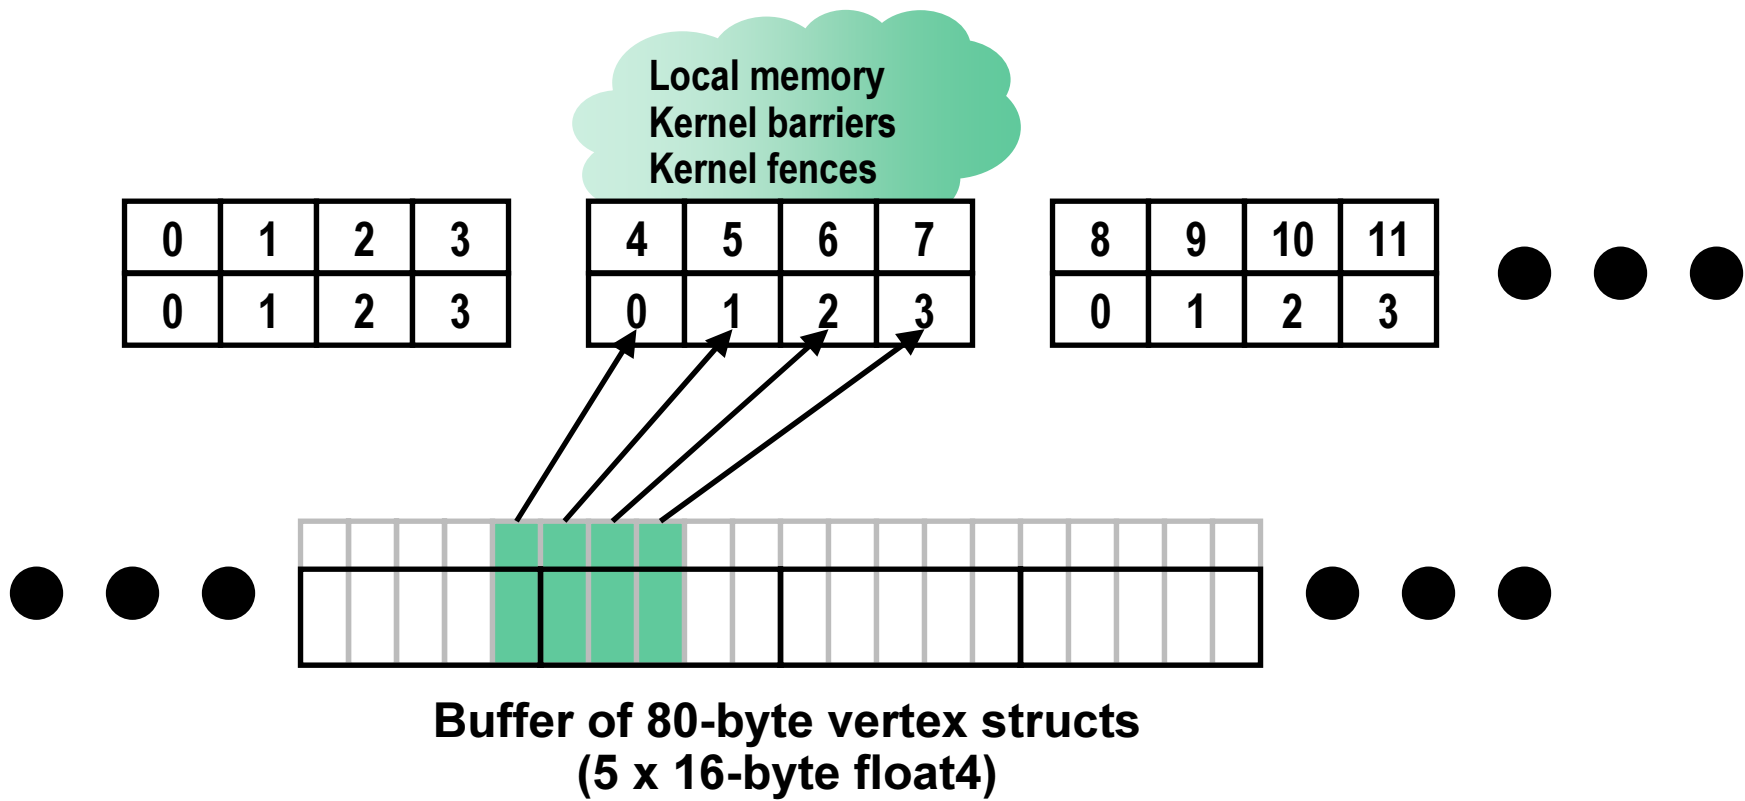 Local memory
Kernel barriers
Kernel fences
0 1 2 3 4 5 6 7 8 9 10 11
0 1 2 3 0 1 2 3 0 1 2 3
Buffer of 80-byte vertex structs
(5 x 16-byte float4)